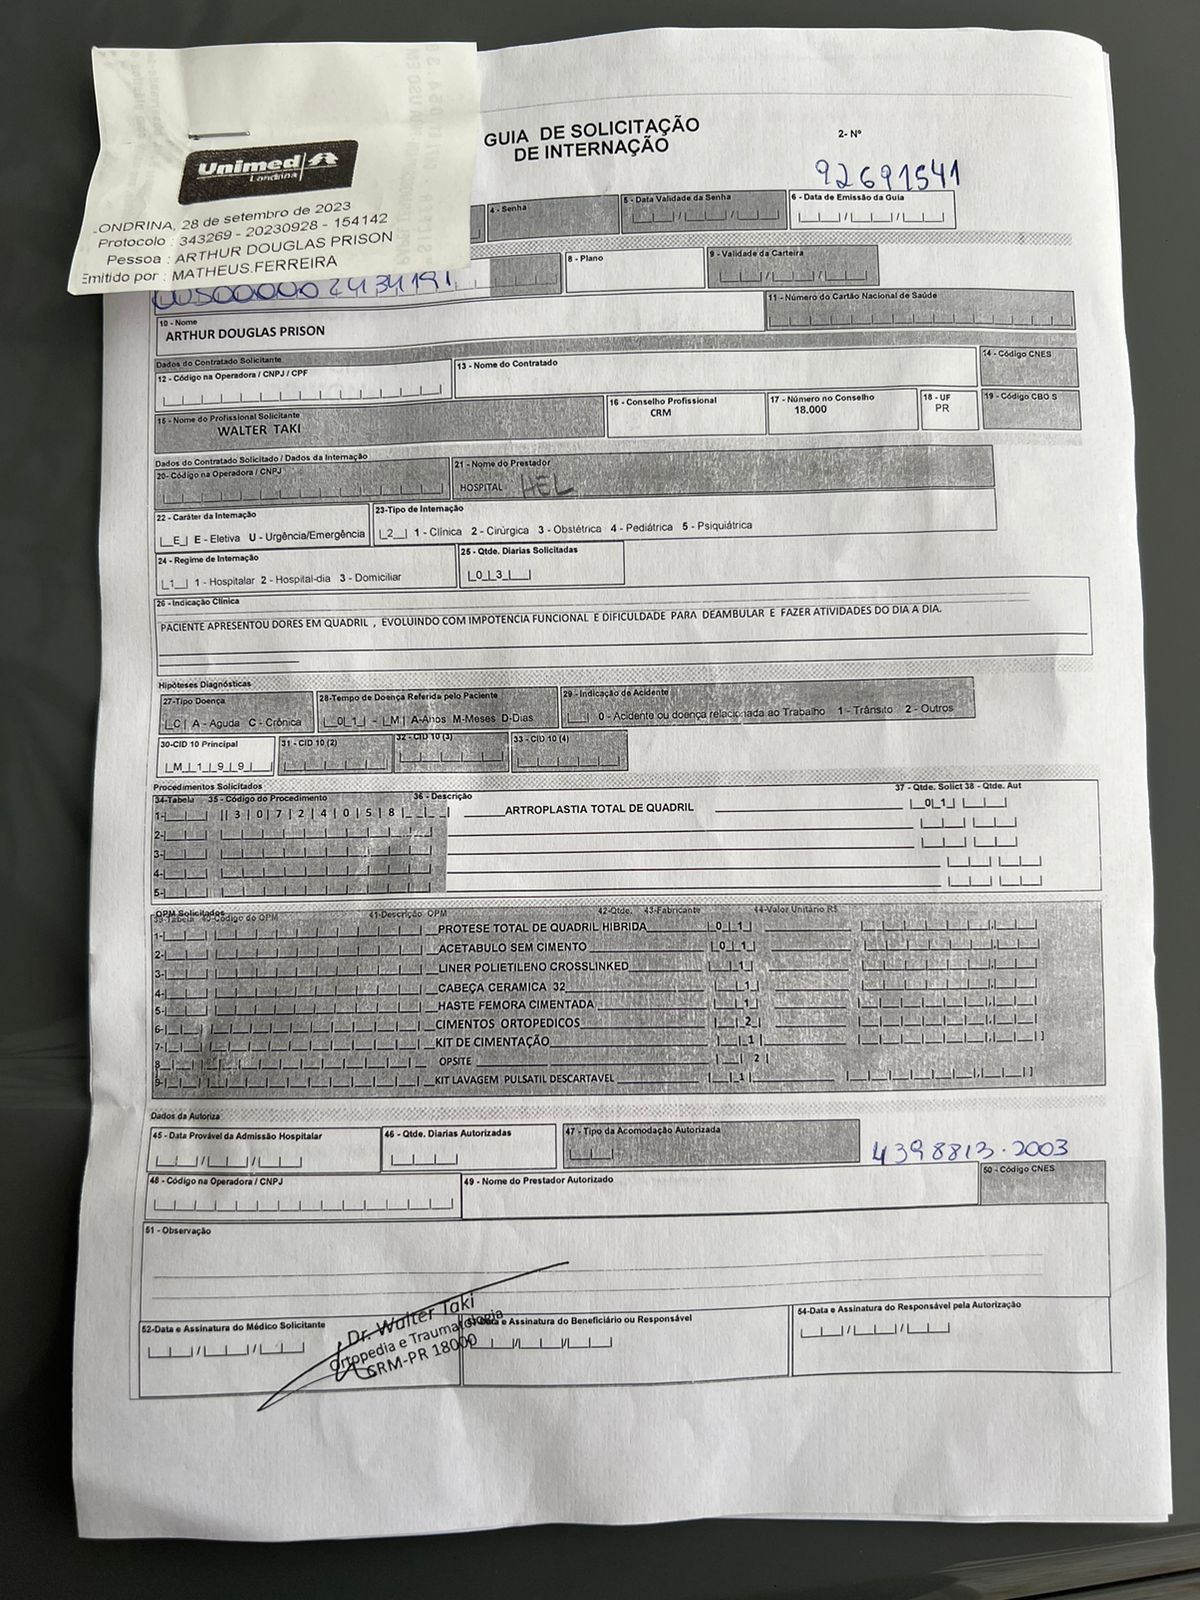 GUIA DE SOLICITAÇÃO
DE INTERNAÇÃO
2- Nº
92691541
Unimed
Londrina
ONDRINA, 28 de setembro de 2023
Protocolo : 343269 - 20230928 - 154142
Pessoa : ARTHUR DOUGLAS PRISON
Emitido por : MATHEUS.FERREIRA
4 - Senha
5 - Data Validade da Senha
6 - Data de Emissão da Guia
8 - Plano
9 - Validade da Carteira
11 - Número do Cartão Nacional de Saúde
10 - Nome
ARTHUR DOUGLAS PRISON
Dados do Contratado Solicitante
12 - Código na Operadora / CNPJ / CPF
13 - Nome do Contratado
14 - Código CNES
15 - Nome do Profissional Solicitante
WALTER TAKI
16 - Conselho Profissional
CRM
17 - Número no Conselho
18.000
18 - UF
PR
19 - Código CBO S
Dados do Contratado Solicitado / Dados da Internação
20- Código na Operadora / CNPJ
21 - Nome do Prestador
HOSPITAL HEL
22 - Caráter da Internação
E E - Eletiva U - Urgência/Emergência
23-Tipo de Internação
2 1 - Clínica 2 - Cirúrgica 3 - Obstétrica 4 - Pediátrica 5 - Psiquiátrica
24 - Regime de Internação
1 1 - Hospitalar 2 - Hospital-dia 3 - Domiciliar
25 - Qtde. Diarias Solicitadas
0 3
26 - Indicação Clínica
PACIENTE APRESENTOU DORES EM QUADRIL , EVOLUINDO COM IMPOTENCIA FUNCIONAL E DIFICULDADE PARA DEAMBULAR E FAZER ATIVIDADES DO DIA A DIA.
Hipóteses Diagnósticas
27-Tipo Doença
C A - Aguda C - Crônica
28-Tempo de Doença Referida pelo Paciente
0 1 - M A-Anos M-Meses D-Dias
29 - Indicação de Acidente
0 - Acidente ou doença relacionada ao Trabalho 1 - Trânsito 2 - Outros
30-CID 10 Principal
M 1 9 9
31 - CID 10 (2)
32 - CID 10 (3)
33 - CID 10 (4)
Procedimentos Solicitados
34-Tabela 35 - Código do Procedimento 36 - Descrição 37 - Qtde. Solict 38 - Qtde. Aut
1- 3 0 7 2 4 0 5 8 ARTROPLASTIA TOTAL DE QUADRIL 0 1
2-
3-
4-
5-
OPM Solicitados
39-Tabela 40-Código do OPM 41-Descrição OPM 42-Qtde. 43-Fabricante 44-Valor Unitário R$
1- PROTESE TOTAL DE QUADRIL HIBRIDA 0 1
2- ACETABULO SEM CIMENTO 0 1
3- LINER POLIETILENO CROSSLINKED 1
4- CABEÇA CERAMICA 32 1
5- HASTE FEMORA CIMENTADA 1
6- CIMENTOS ORTOPEDICOS 2
7- KIT DE CIMENTAÇÃO 1
8 OPSITE 2
9- KIT LAVAGEM PULSATIL DESCARTAVEL 1
Dados da Autoriza
45 - Data Provável da Admissão Hospitalar
46 - Qtde. Diarias Autorizadas
47 - Tipo da Acomodação Autorizada
4398813.2003
48 - Código na Operadora / CNPJ
49 - Nome do Prestador Autorizado
50 - Código CNES
51 - Observação
52-Data e Assinatura do Médico Solicitante
Dr. Walter Taki
Ortopedia e Traumatologia
CRM-PR 18000
e Assinatura do Beneficiário ou Responsável
54-Data e Assinatura do Responsável pela Autorização